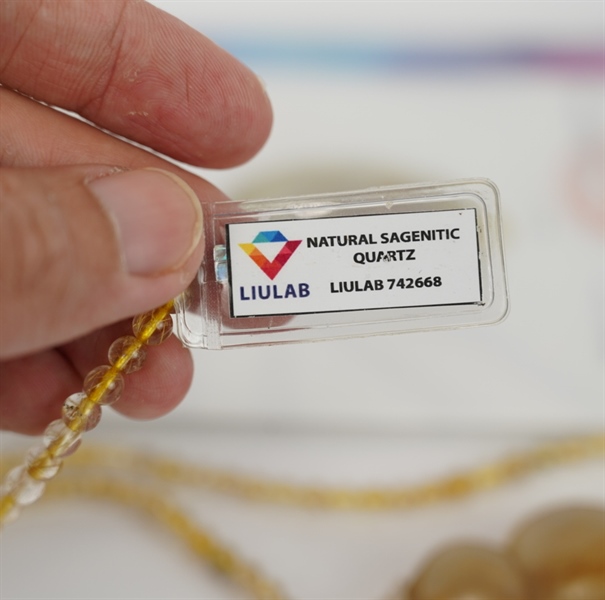 NATURAL SAGENITIC
QUARTZ
LIULAB
LIULAB 742668